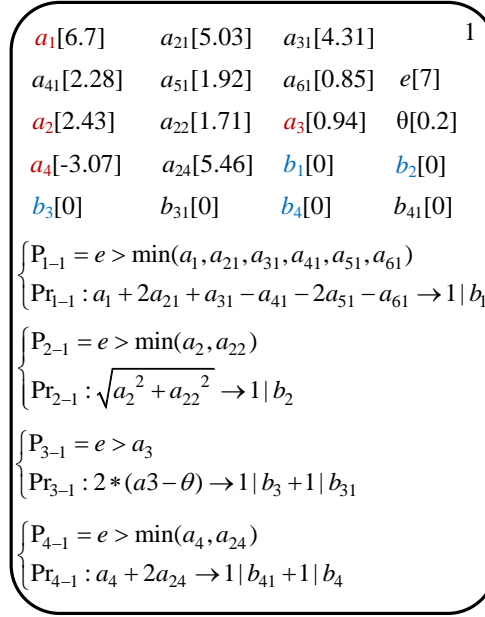 a₁[6.7] a₂₁[5.03] a₃₁[4.31] 1
a₄₁[2.28] a₅₁[1.92] a₆₁[0.85] e[7]
a₂[2.43] a₂₂[1.71] a₃[0.94] θ[0.2]
a₄[-3.07] a₂₄[5.46] b₁[0] b₂[0]
b₃[0] b₃₁[0] b₄[0] b₄₁[0]
P₁₋₁ = e > min(a₁,a₂₁,a₃₁,a₄₁,a₅₁,a₆₁)
Pr₁₋₁ : a₁ + 2a₂₁ + a₃₁ − a₄₁ − 2a₅₁ − a₆₁ → 1 | b₁
P₂₋₁ = e > min(a₂,a₂₂)
Pr₂₋₁ : √(a₂² + a₂₂²) → 1 | b₂
P₃₋₁ = e > a₃
Pr₃₋₁ : 2 * (a3 − θ) → 1 | b₃ + 1 | b₃₁
P₄₋₁ = e > min(a₄,a₂₄)
Pr₄₋₁ : a₄ + 2a₂₄ → 1 | b₄₁ + 1 | b₄